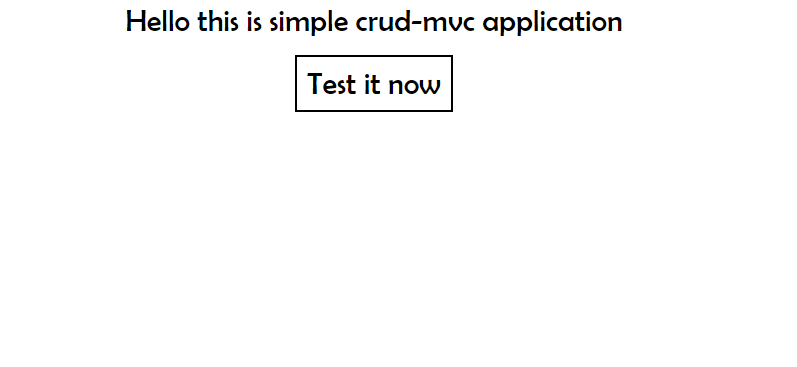 Hello this is simple crud-mvc application
Test it now